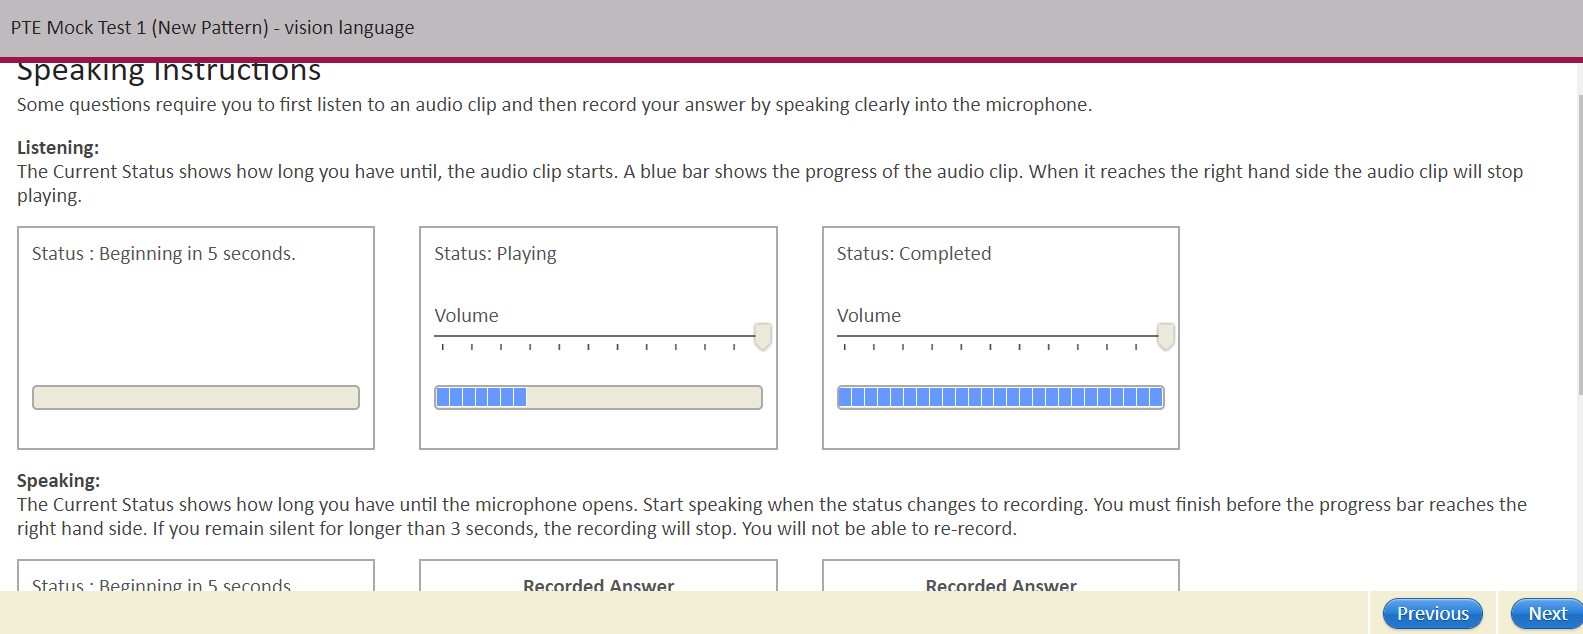 PTE Mock Test 1 (New Pattern) - vision language
Speaking Instructions
Some questions require you to first listen to an audio clip and then record your answer by speaking clearly into the microphone.
Listening:
The Current Status shows how long you have until, the audio clip starts. A blue bar shows the progress of the audio clip. When it reaches the right hand side the audio clip will stop
playing.
Status : Beginning in 5 seconds.
Status: Playing
Volume
Status: Completed
Volume
Speaking:
The Current Status shows how long you have until the microphone opens. Start speaking when the status changes to recording. You must finish before the progress bar reaches the
right hand side. If you remain silent for longer than 3 seconds, the recording will stop. You will not be able to re-record.
Status : Beginning in 5 seconds
Recorded Answer
Recorded Answer
Previous
Next